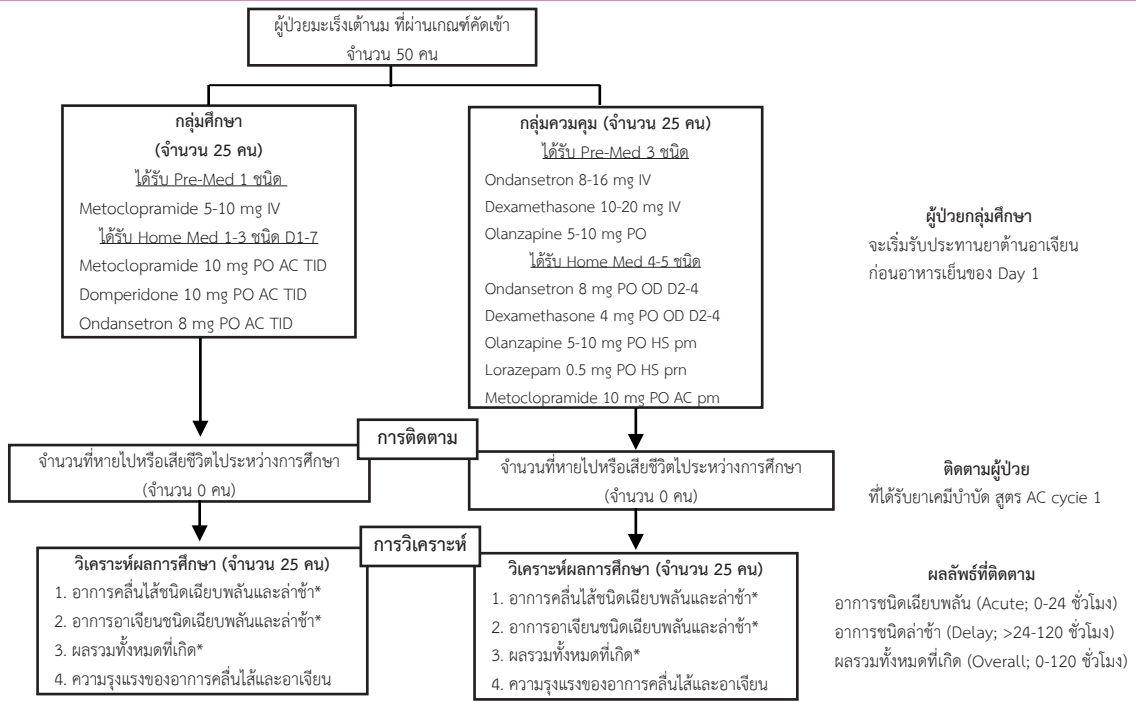 ผู้ป่วยมะเร็งเต้านม ที่ผ่านเกณฑ์คัดเข้า
จำนวน 50 คน
กลุ่มศึกษา
(จำนวน 25 คน)
ได้รับ Pre-Med 1 ชนิด
Metoclopramide 5-10 mg IV
ได้รับ Home Med 1-3 ชนิด D1-7
Metoclopramide 10 mg PO AC TID
Domperidone 10 mg PO AC TID
Ondansetron 8 mg PO AC TID
กลุ่มควมคุม (จำนวน 25 คน)
ได้รับ Pre-Med 3 ชนิด
Ondansetron 8-16 mg IV
Dexamethasone 10-20 mg IV
Olanzapine 5-10 mg PO
ได้รับ Home Med 4-5 ชนิด
Ondansetron 8 mg PO OD D2-4
Dexamethasone 4 mg PO OD D2-4
Olanzapine 5-10 mg PO HS pm
Lorazepam 0.5 mg PO HS prn
Metoclopramide 10 mg PO AC pm
ผู้ป่วยกลุ่มศึกษา
จะเริ่มรับประทานยาต้านอาเจียน
ก่อนอาหารเย็นของ Day 1
การติดตาม
จำนวนที่หายไปหรือเสียชีวิตไประหว่างการศึกษา
(จำนวน 0 คน)
จำนวนที่หายไปหรือเสียชีวิตไประหว่างการศึกษา
(จำนวน 0 คน)
ติดตามผู้ป่วย
ที่ได้รับยาเคมีบำบัด สูตร AC cycie 1
การวิเคราะห์
วิเคราะห์ผลการศึกษา (จำนวน 25 คน)
1. อาการคลื่นไส้ชนิดเฉียบพลันและล่าช้า*
2. อาการอาเจียนชนิดเฉียบพลันและล่าช้า*
3. ผลรวมทั้งหมดที่เกิด*
4. ความรุงแรงของอาการคลื่นไส้และอาเจียน
วิเคราะห์ผลการศึกษา (จำนวน 25 คน)
1. อาการคลื่นไส้ชนิดเฉียบพลันและล่าช้า*
2. อาการอาเจียนชนิดเฉียบพลันและล่าช้า*
3. ผลรวมทั้งหมดที่เกิด*
4. ความรุงแรงของอาการคลื่นไส้และอาเจียน
ผลลัพธ์ที่ติดตาม
อาการชนิดเฉียบพลัน (Acute; 0-24 ชั่วโมง)
อาการชนิดล่าช้า (Delay; >24-120 ชั่วโมง)
ผลรวมทั้งหมดที่เกิด (Overall; 0-120 ชั่วโมง)